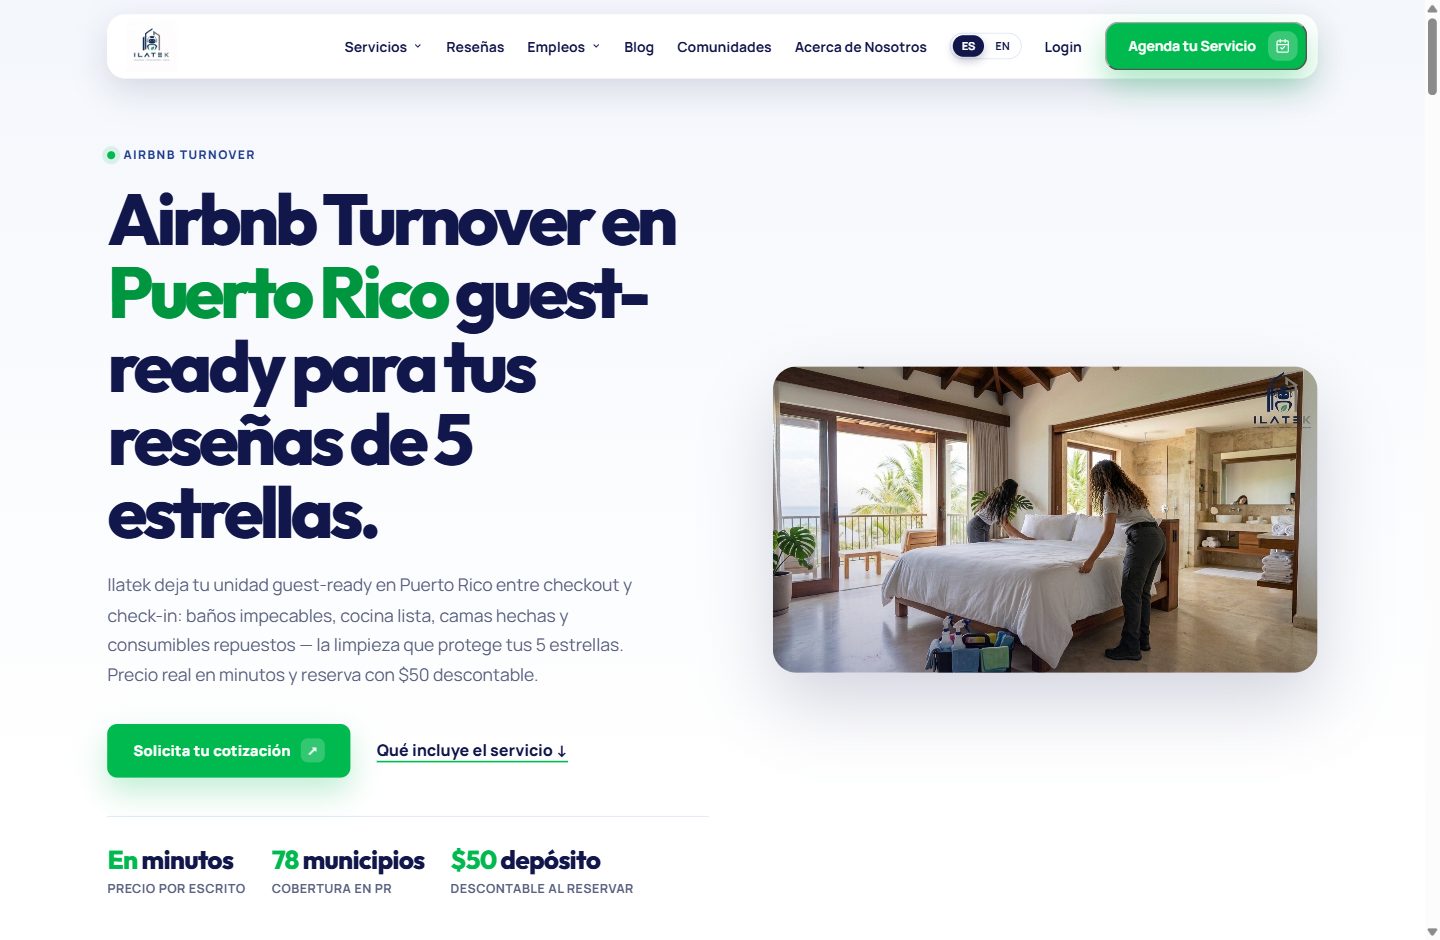 ILATEK
Servicios
Reseñas
Empleos
Blog
Comunidades
Acerca de Nosotros
ES
EN
Login
Agenda tu Servicio
AIRBNB TURNOVER
Airbnb Turnover en
Puerto Rico guest-
ready para tus
reseñas de 5
estrellas.
Ilatek deja tu unidad guest-ready en Puerto Rico entre checkout y
check-in: baños impecables, cocina lista, camas hechas y
consumibles repuestos — la limpieza que protege tus 5 estrellas.
Precio real en minutos y reserva con $50 descontable.
ILATEK
Solicita tu cotización ↗
Qué incluye el servicio ↓
En minutos
PRECIO POR ESCRITO
78 municipios
COBERTURA EN PR
$50 depósito
DESCONTABLE AL RESERVAR